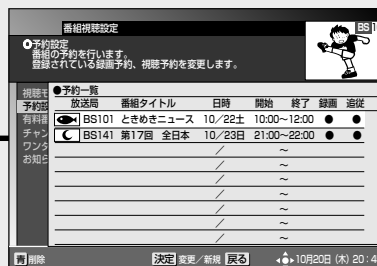 番組視聴設定
BS 1
予約設定
番組の予約を行います。
登録されている録画予約、視聴予約を変更します。
視聴モ
予約設
有料番
チャン
ワンタ
お知ら
●予約一覧
放送局 番組タイトル 日時 開始 終了 録画 追従
BS101 ときめきニュース 10／22土 10:00～12:00 ● ●
BS141 第17回 全日本 10／23日 21:00～22:00 ● ●
／ ～
／ ～
／ ～
／ ～
／ ～
／ ～
／ ～
青 削除 決定 変更／新規 戻る 10月20日 (木) 20:4